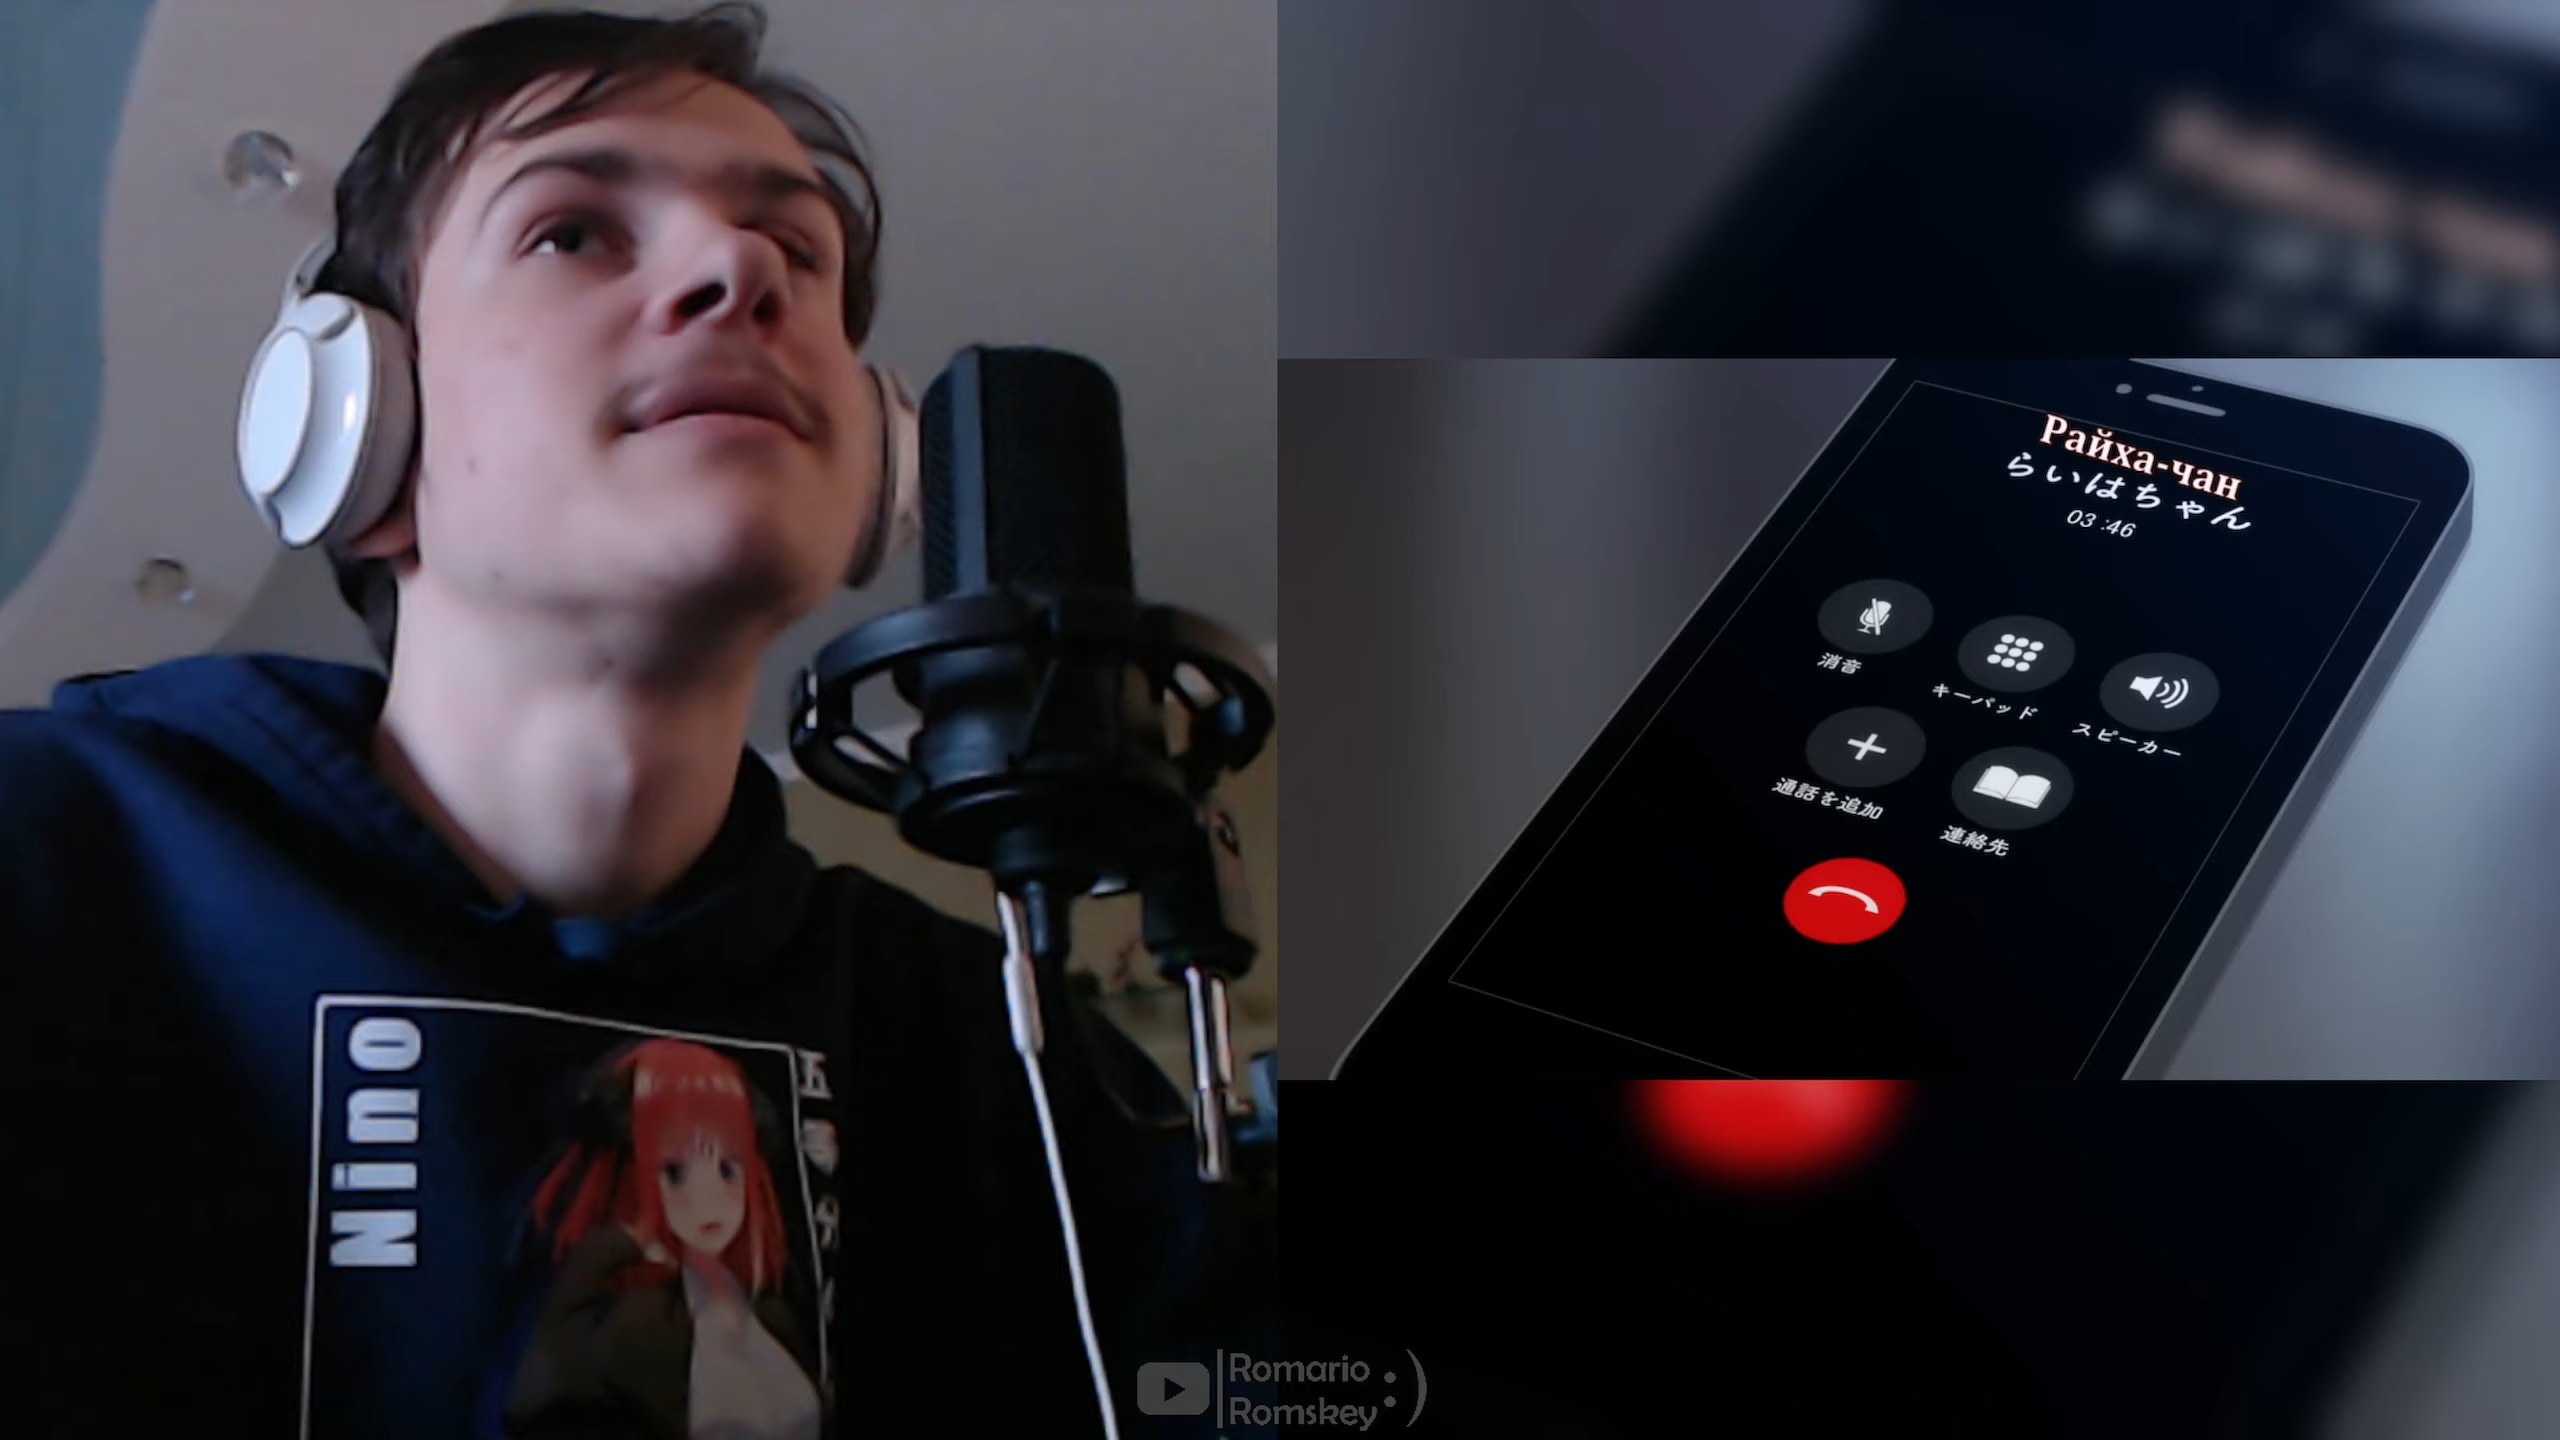 Nino
Райха-чан
らいはちゃん
03:46
消音
キーパッド
スピーカー
通話を追加
連絡先
Romario
Romskey